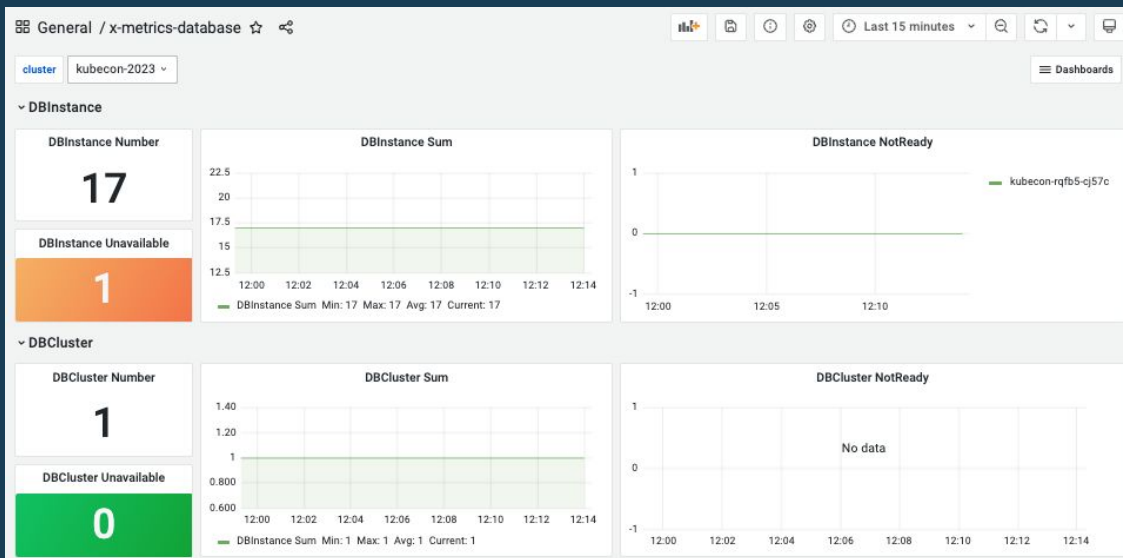 General / x-metrics-database
Last 15 minutes
cluster kubecon-2023
Dashboards
DBInstance
DBInstance Number
17
DBInstance Unavailable
1
DBInstance Sum
22.5
20
17.5
15
12.5
12:00 12:02 12:04 12:06 12:08 12:10 12:12 12:14
DBInstance Sum Min: 17 Max: 17 Avg: 17 Current: 17
DBInstance NotReady
1
0
-1
12:00 12:05 12:10
kubecon-rqfb5-cj57c
DBCluster
DBCluster Number
1
DBCluster Unavailable
0
DBCluster Sum
1.40
1.20
1
0.800
0.600
12:00 12:02 12:04 12:06 12:08 12:10 12:12 12:14
DBInstance Sum Min: 1 Max: 1 Avg: 1 Current: 1
DBCluster NotReady
1
0
-1
No data
12:00 12:02 12:04 12:06 12:08 12:10 12:12 12:14